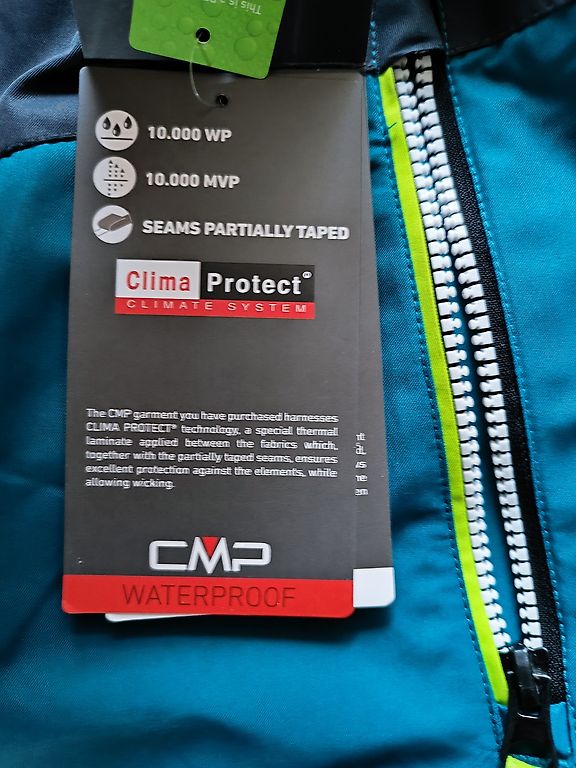 This is a
10.000 WP
10.000 MVP
SEAMS PARTIALLY TAPED
Clima Protect
CLIMATE SYSTEM
The CMP garment you have purchased harnesses
CLIMA PROTECT® technology, a special thermal
laminate applied between the fabrics which,
together with the partially taped seams, ensures
excellent protection against the elements, while
allowing wicking.
CMP
WATERPROOF